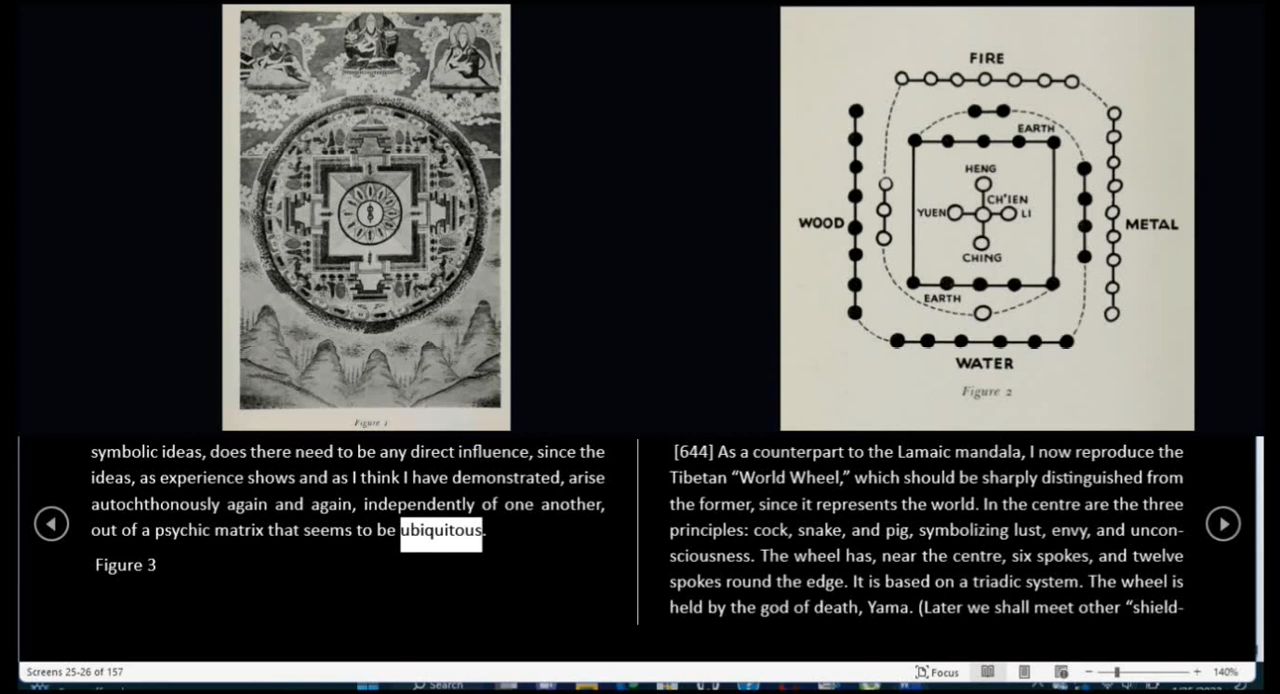 Figure 1
FIRE
EARTH
HENG
CH'IEN
YUEN
LI
WOOD
METAL
CHING
EARTH
WATER
Figure 2
symbolic ideas, does there need to be any direct influence, since the
ideas, as experience shows and as I think I have demonstrated, arise
autochthonously again and again, independently of one another,
out of a psychic matrix that seems to be ubiquitous.
Figure 3
[644] As a counterpart to the Lamaic mandala, I now reproduce the
Tibetan “World Wheel,” which should be sharply distinguished from
the former, since it represents the world. In the centre are the three
principles: cock, snake, and pig, symbolizing lust, envy, and uncon-
sciousness. The wheel has, near the centre, six spokes, and twelve
spokes round the edge. It is based on a triadic system. The wheel is
held by the god of death, Yama. (Later we shall meet other “shield-
Screens 25-26 of 157
Focus
140%
Search